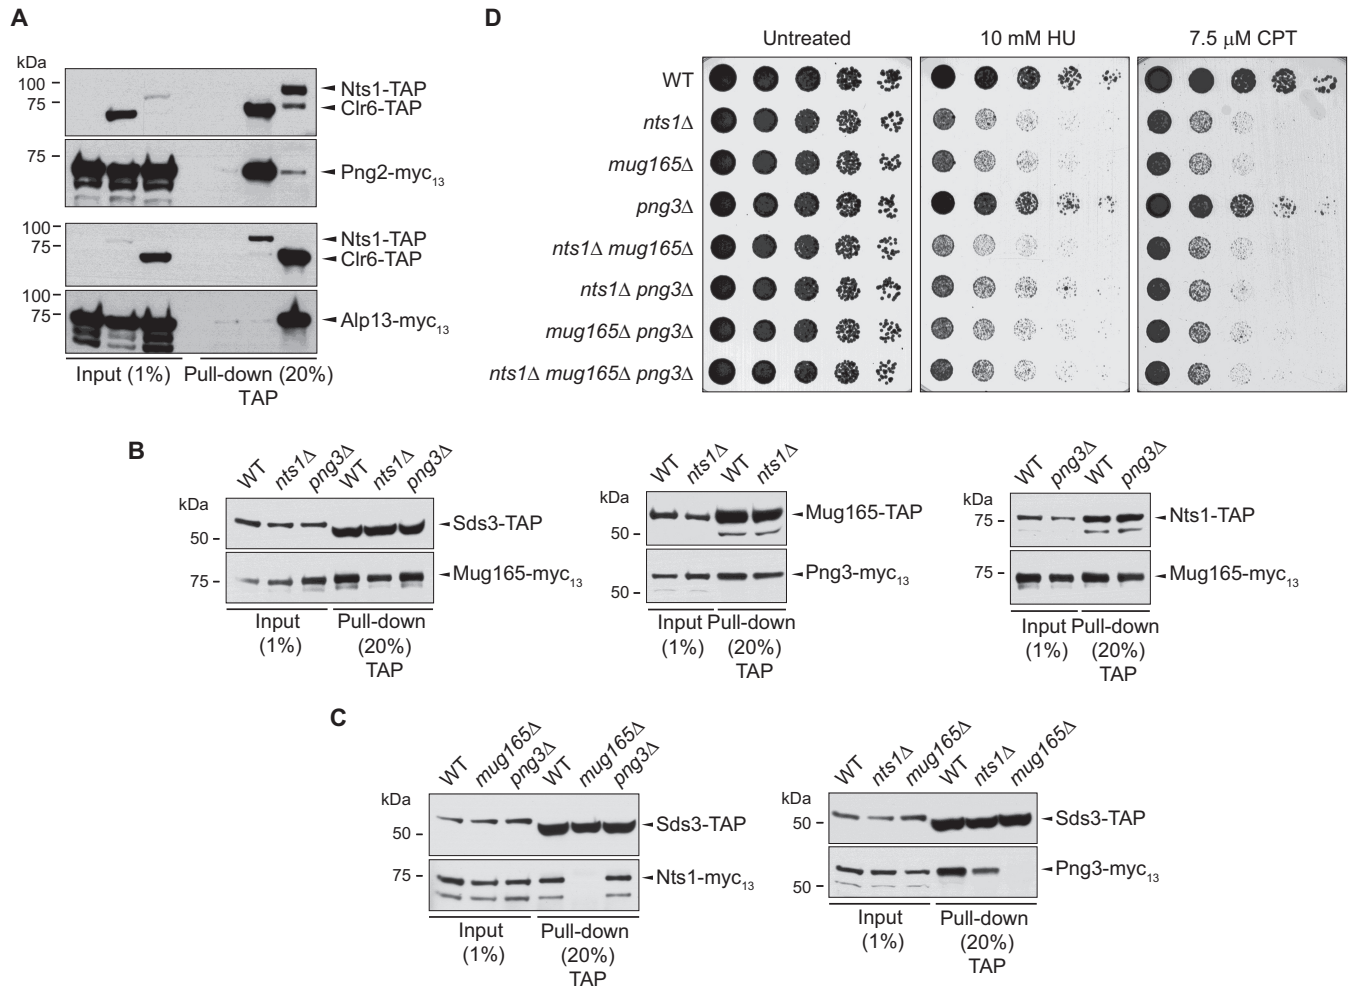 A
kDa
100
75
Nts1-TAP
Clr6-TAP
75
Png2-myc13
100
75
Nts1-TAP
Clr6-TAP
100
75
Alp13-myc13
Input (1%) Pull-down (20%)
TAP
D
Untreated 10 mM HU 7.5 μM CPT
WT
nts1Δ
mug165Δ
png3Δ
nts1Δ mug165Δ
nts1Δ png3Δ
mug165Δ png3Δ
nts1Δ mug165Δ png3Δ
B
WT nts1Δ png3Δ WT nts1Δ png3Δ
kDa
50
Sds3-TAP
75
Mug165-myc13
Input Pull-down
(1%) (20%)
TAP
WT nts1Δ WT nts1Δ
kDa
Mug165-TAP
50
Png3-myc13
50
Input Pull-down
(1%) (20%)
TAP
WT png3Δ WT png3Δ
kDa
75
Nts1-TAP
75
Mug165-myc13
Input Pull-down
(1%) (20%)
TAP
C
WT mug165Δ png3Δ WT mug165Δ png3Δ
kDa
50
Sds3-TAP
75
Nts1-myc13
Input Pull-down
(1%) (20%)
TAP
WT nts1Δ mug165Δ WT nts1Δ mug165Δ
kDa
50
Sds3-TAP
Png3-myc13
50
Input Pull-down
(1%) (20%)
TAP